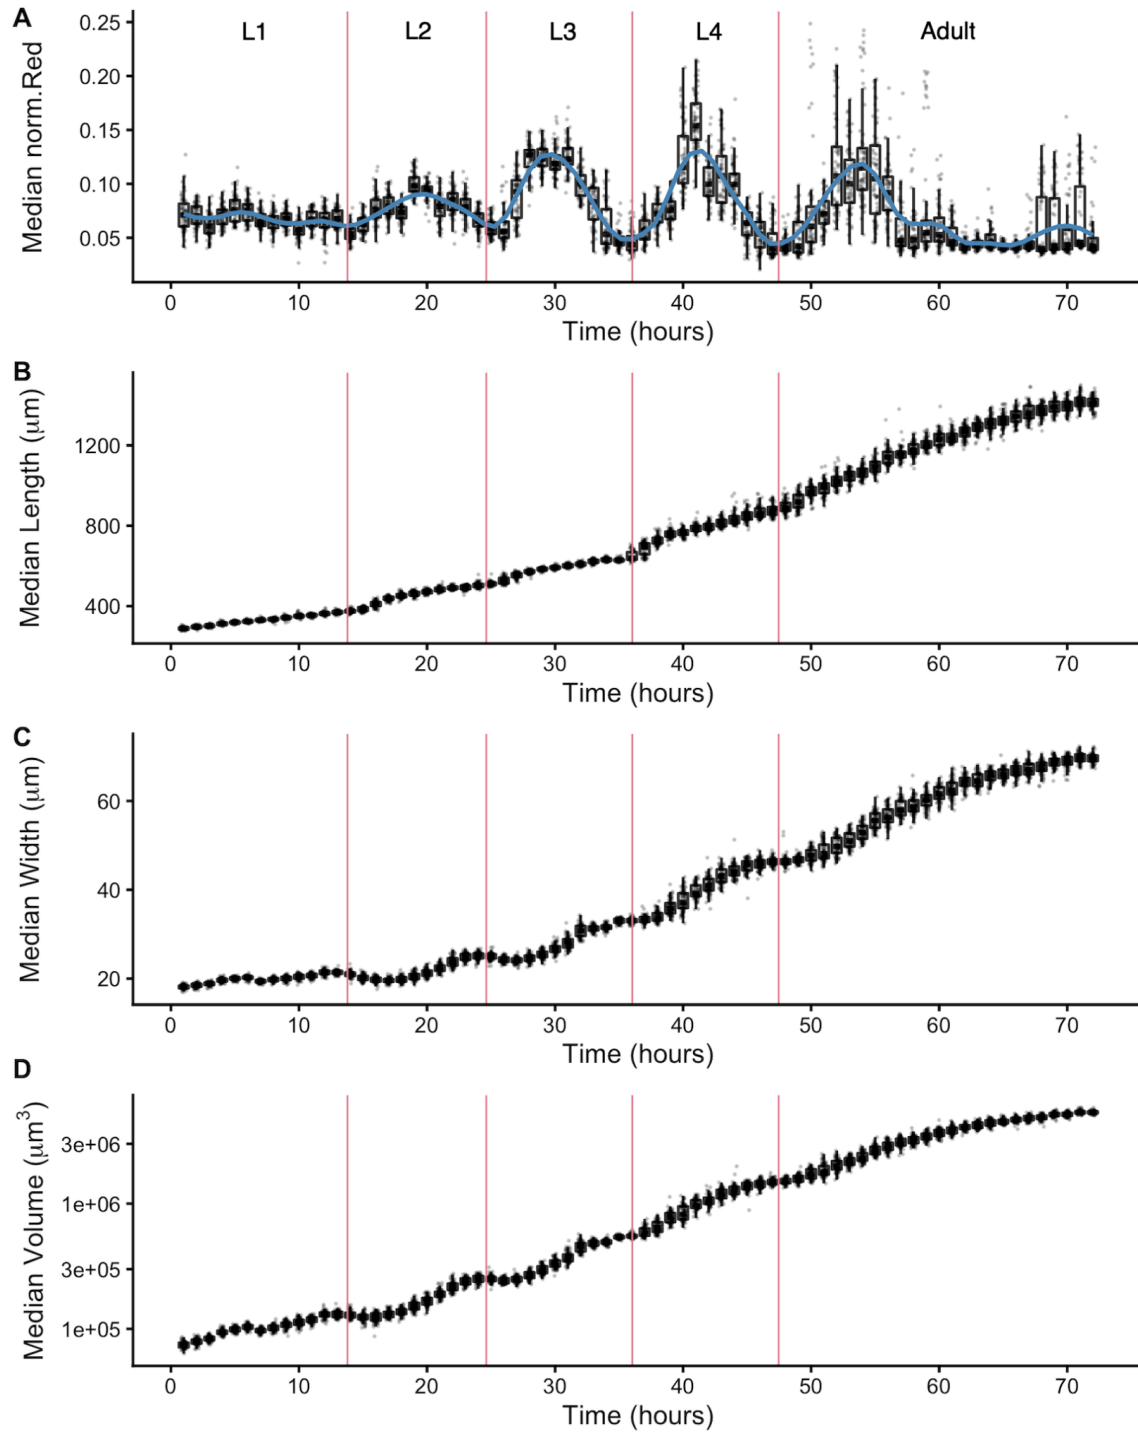 A
L1 L2 L3 L4 Adult
0.25
0.20
0.15
0.10
0.05
Median norm.Red
0 10 20 30 40 50 60 70
Time (hours)
B
1200
800
400
Median Length (μm)
0 10 20 30 40 50 60 70
Time (hours)
C
60
40
20
Median Width (μm)
0 10 20 30 40 50 60 70
Time (hours)
D
3e+06
1e+06
3e+05
1e+05
Median Volume (μm³)
0 10 20 30 40 50 60 70
Time (hours)